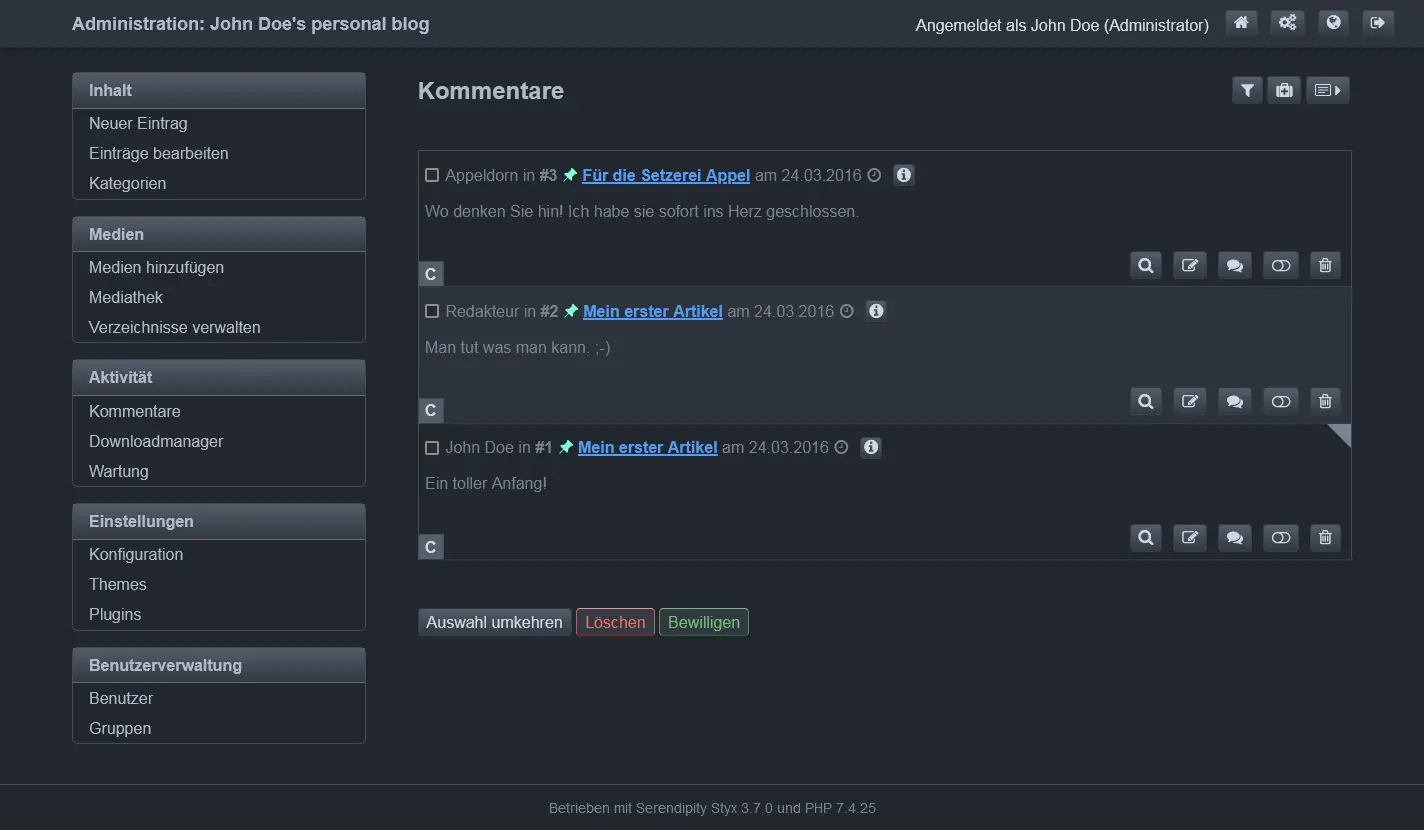 Administration: John Doe's personal blog
Angemeldet als John Doe (Administrator)
Inhalt
Neuer Eintrag
Einträge bearbeiten
Kategorien
Medien
Medien hinzufügen
Mediathek
Verzeichnisse verwalten
Aktivität
Kommentare
Downloadmanager
Wartung
Einstellungen
Konfiguration
Themes
Plugins
Benutzerverwaltung
Benutzer
Gruppen
Kommentare
Appeldorn in #3 Für die Setzerei Appel am 24.03.2016
Wo denken Sie hin! Ich habe sie sofort ins Herz geschlossen.
C
Redakteur in #2 Mein erster Artikel am 24.03.2016
Man tut was man kann. ;-)
C
John Doe in #1 Mein erster Artikel am 24.03.2016
Ein toller Anfang!
C
Auswahl umkehren Löschen Bewilligen
Betrieben mit Serendipity Styx 3.7.0 und PHP 7.4.25